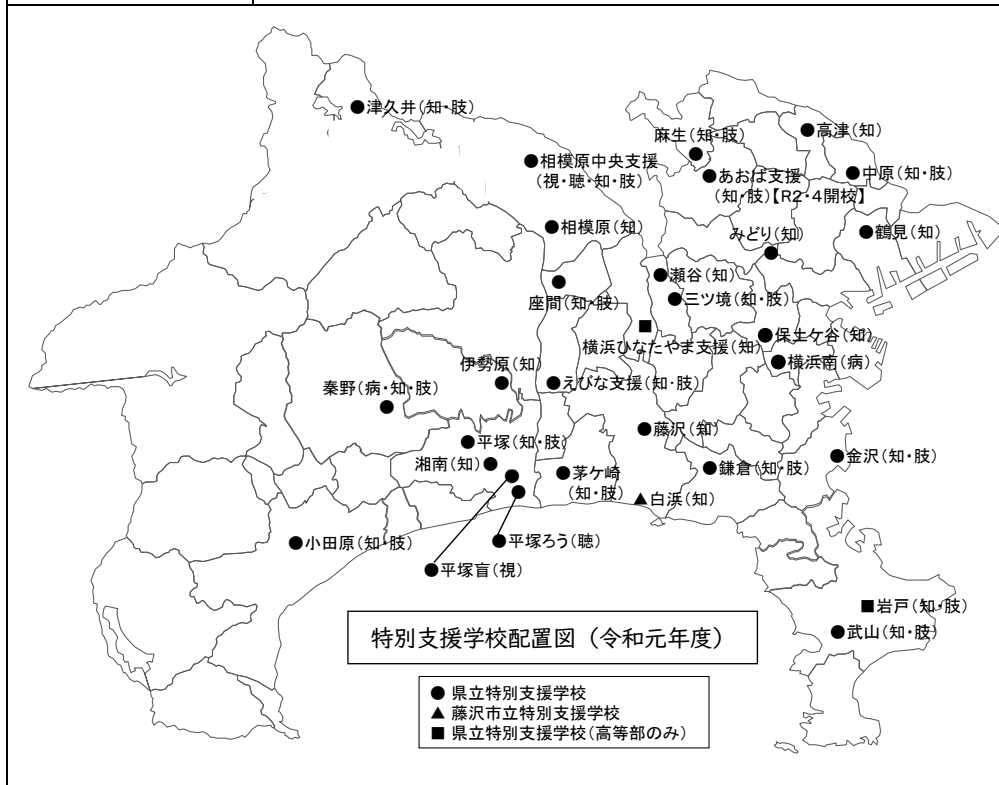 津久井(知・肢)
麻生(知・肢)
高津(知)
相模原中央支援
(視・聴・知・肢)
あおば支援
(知・肢)【R2・4開校】
中原(知・肢)
相模原(知)
みどり(知)
鶴見(知)
瀬谷(知)
座間(知・肢)
三ツ境(知・肢)
横浜ひなたやま支援(知)
保土ケ谷(知)
横浜南(病)
伊勢原(知)
えびな支援(知・肢)
秦野(病・知・肢)
平塚(知・肢)
藤沢(知)
湘南(知)
茅ケ崎
(知・肢)
鎌倉(知・肢)
金沢(知・肢)
白浜(知)
小田原(知・肢)
平塚ろう(聴)
平塚盲(視)
岩戸(知・肢)
武山(知・肢)
特別支援学校配置図(令和元年度)
● 県立特別支援学校
▲ 藤沢市立特別支援学校
■ 県立特別支援学校(高等部のみ)